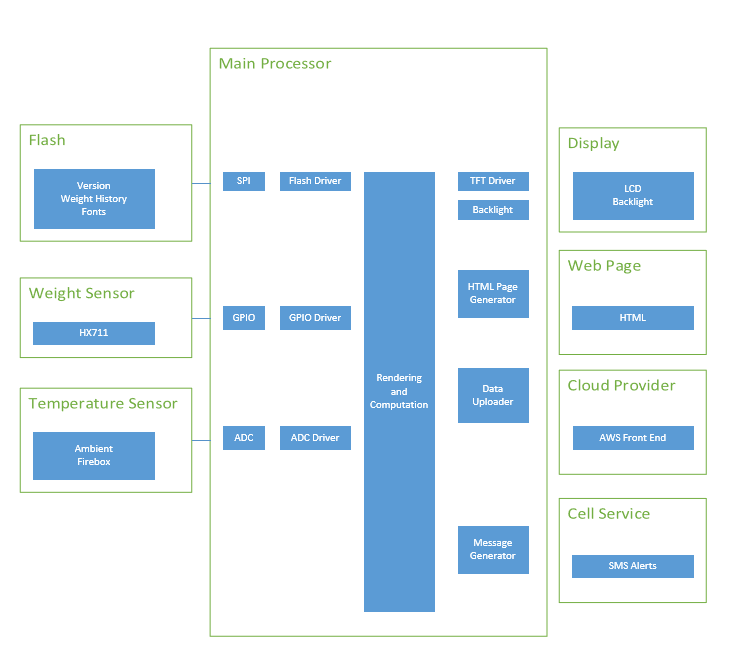 Main Processor
Flash
Version
Weight History
Fonts
SPI
Flash Driver
TFT Driver
Backlight
Display
LCD
Backlight
Weight Sensor
HX711
GPIO
GPIO Driver
HTML Page
Generator
Web Page
HTML
Temperature Sensor
Ambient
Firebox
ADC
ADC Driver
Rendering
and
Computation
Data
Uploader
Cloud Provider
AWS Front End
Message
Generator
Cell Service
SMS Alerts